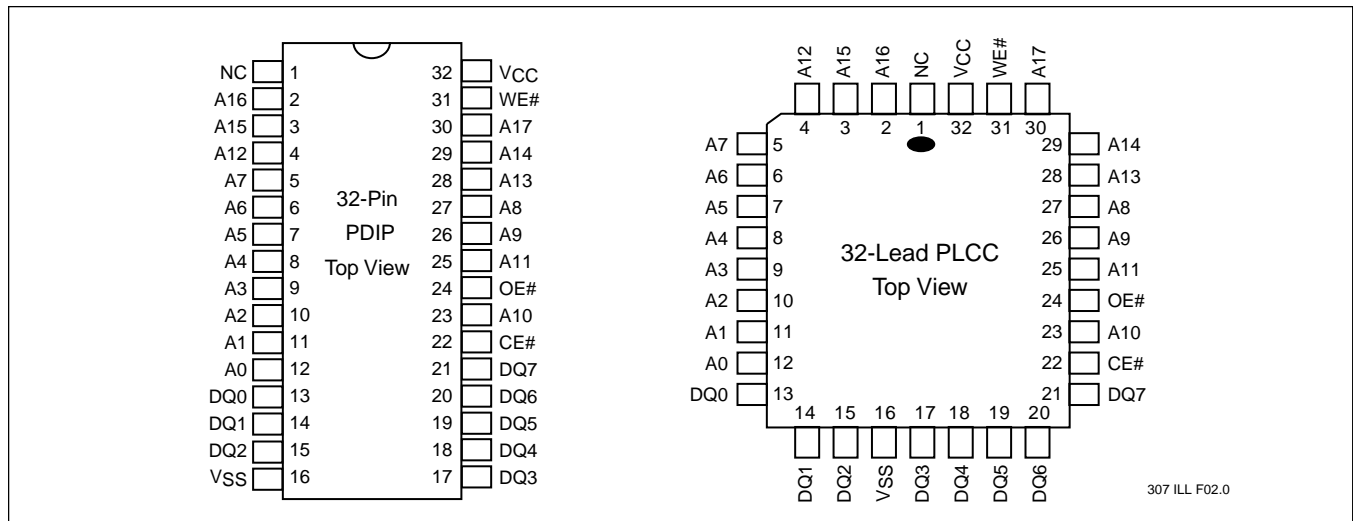 NC 1 32 VCC
A16 2 31 WE#
A15 3 30 A17
A12 4 29 A14
A7 5 28 A13
A6 6 27 A8
A5 7 26 A9
A4 8 25 A11
A3 9 24 OE#
A2 10 23 A10
A1 11 22 CE#
A0 12 21 DQ7
DQ0 13 20 DQ6
DQ1 14 19 DQ5
DQ2 15 18 DQ4
VSS 16 17 DQ3
32-Pin
PDIP
Top View
A12 A15 A16 NC VCC WE# A17
4 3 2 1 32 31 30
A7 5 29 A14
A6 6 28 A13
A5 7 27 A8
A4 8 26 A9
A3 9 25 A11
A2 10 24 OE#
A1 11 23 A10
A0 12 22 CE#
DQ0 13 21 DQ7
32-Lead PLCC
Top View
14 15 16 17 18 19 20
DQ1 DQ2 VSS DQ3 DQ4 DQ5 DQ6
307 ILL F02.0